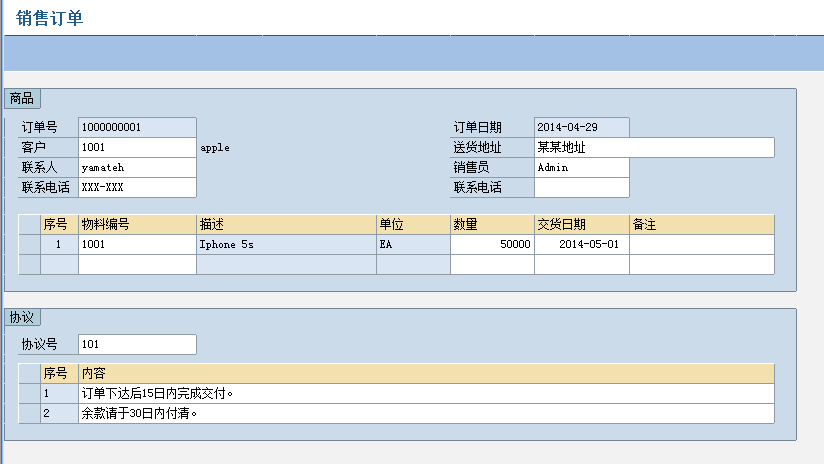 销售订单
商品
订单号 1000000001 订单日期 2014-04-29
客户 1001 apple 送货地址 某某地址
联系人 yamateh 销售员 Admin
联系电话 XXX-XXX 联系电话
序号 物料编号 描述 单位 数量 交货日期 备注
1 1001 Iphone 5s EA 50000 2014-05-01
协议
协议号 101
序号 内容
1 订单下达后15日内完成交付。
2 余款请于30日内付清。